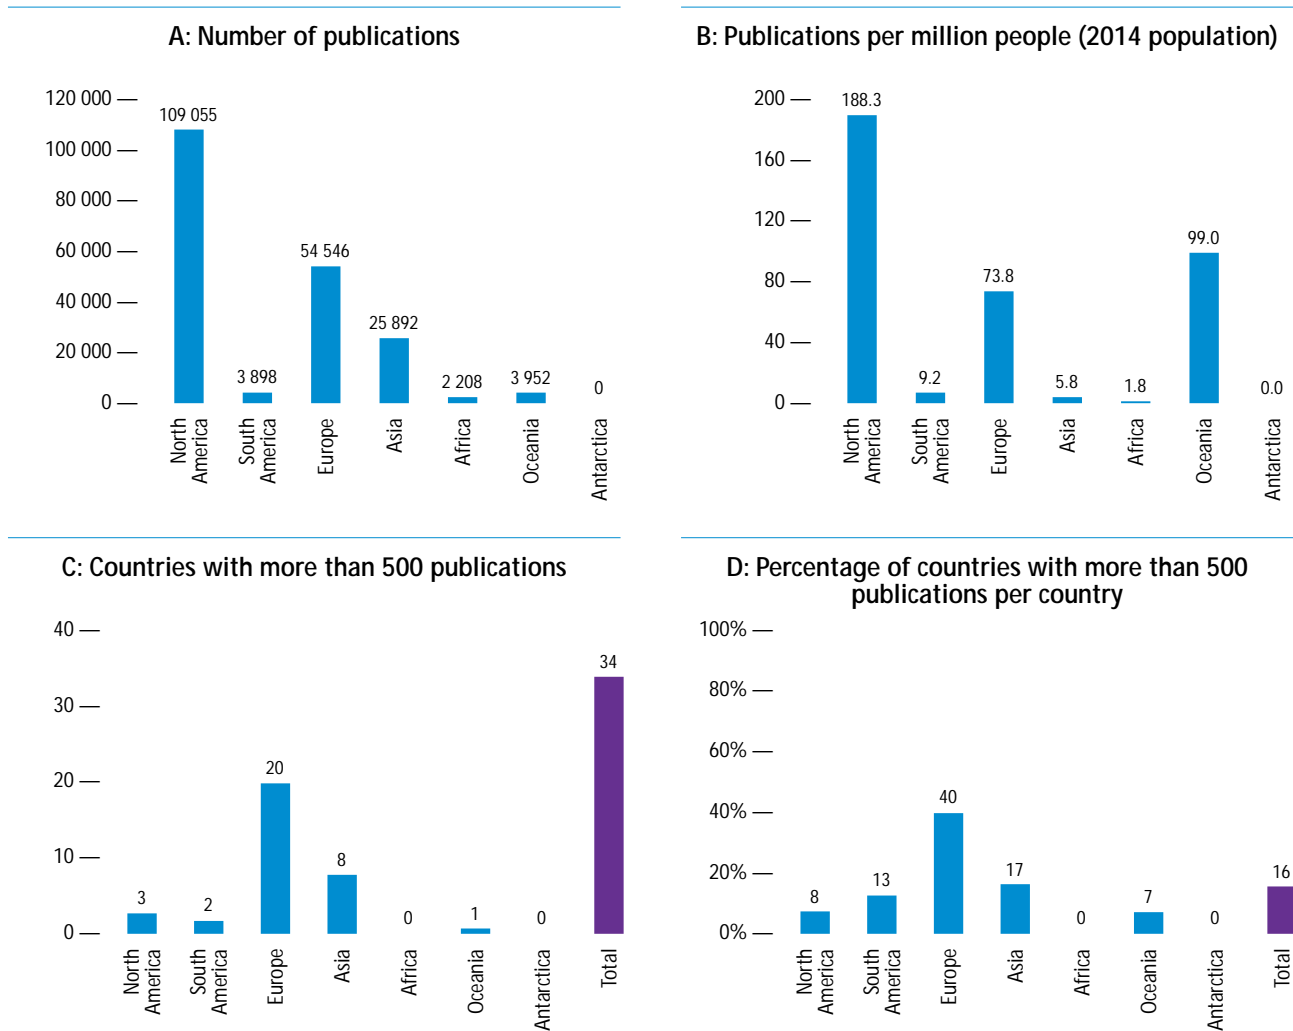 A: Number of publications
120 000
100 000
80 000
60 000
40 000
20 000
0
109 055
3 898
54 546
25 892
2 208
3 952
0
North America
South America
Europe
Asia
Africa
Oceania
Antarctica
B: Publications per million people (2014 population)
200
160
120
80
40
0
188.3
9.2
73.8
5.8
1.8
99.0
0.0
North America
South America
Europe
Asia
Africa
Oceania
Antarctica
C: Countries with more than 500 publications
40
30
20
10
0
3
2
20
8
0
1
0
34
North America
South America
Europe
Asia
Africa
Oceania
Antarctica
Total
D: Percentage of countries with more than 500
publications per country
100%
80%
60%
40%
20%
0%
8
13
40
17
0
7
0
16
North America
South America
Europe
Asia
Africa
Oceania
Antarctica
Total